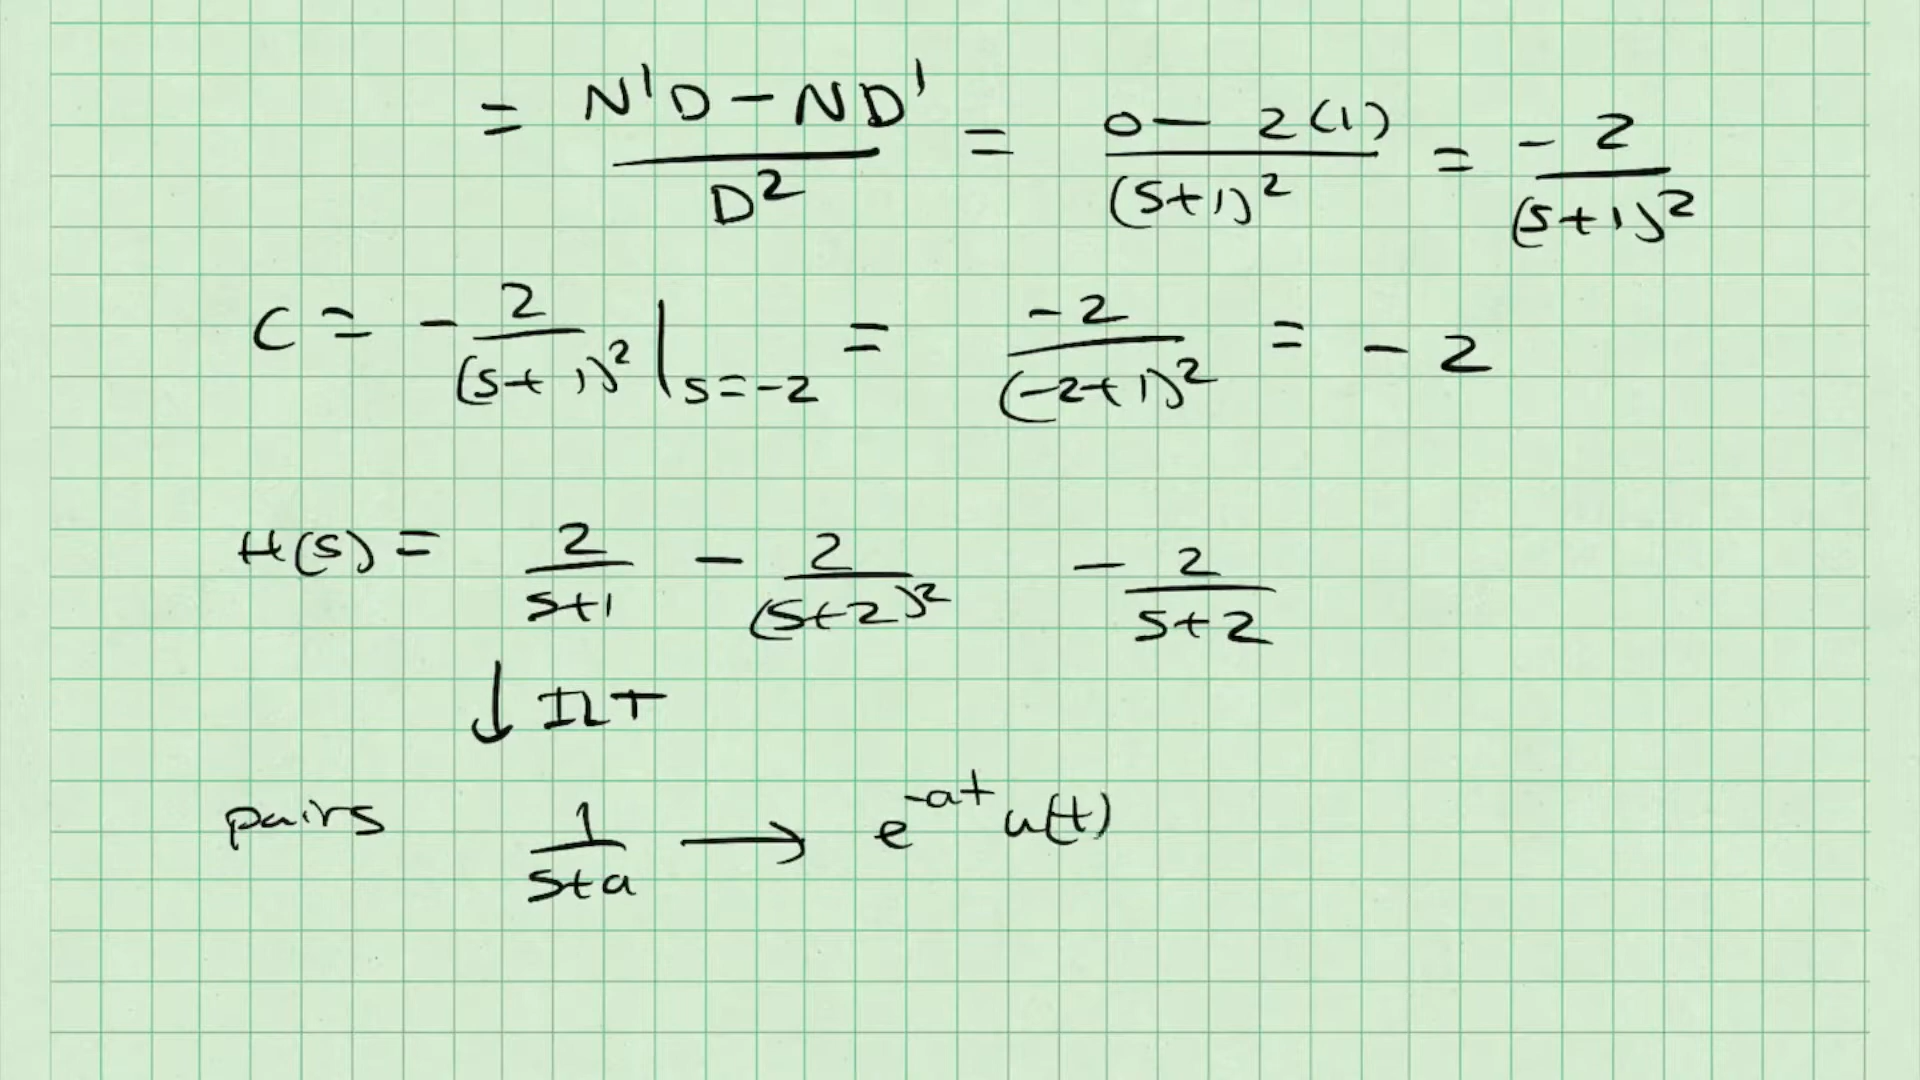 = N'D - ND' / D² = 0 - 2(1) / (s+1)² = -2 / (s+1)²
C = - 2 / (s+1)² |s=-2 = -2 / (-2+1)² = -2
H(s) = 2 / s+1 - 2 / (s+2)² - 2 / s+2
↓ ILT
pairs 1 / s+a → e^-at u(t)